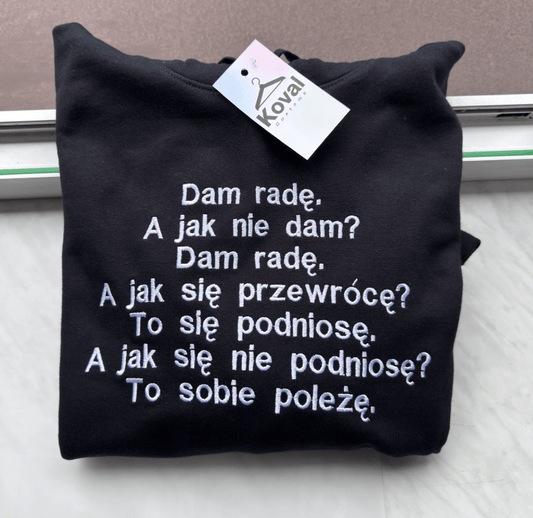 Koval
Dam radę.
A jak nie dam?
Dam radę.
A jak się przewrócę?
To się podniosę.
A jak się nie podniosę?
To sobie poleżę.